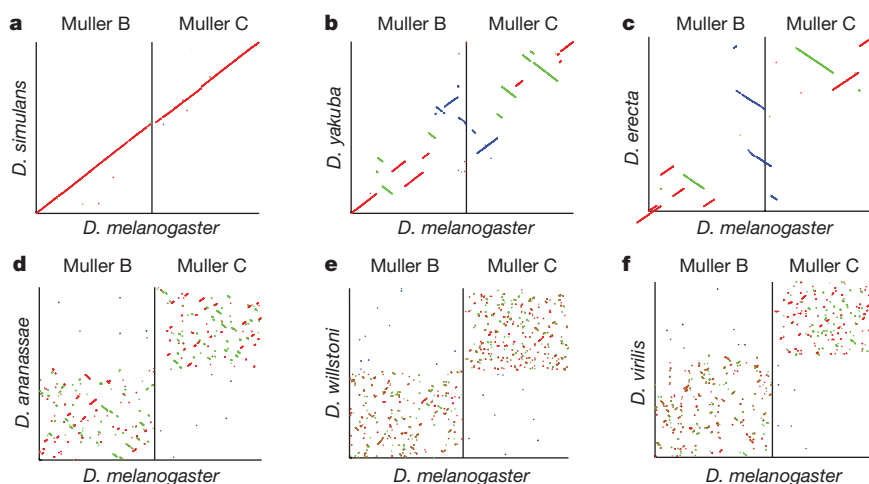 a Muller B Muller C
D. simulans
D. melanogaster
b Muller B Muller C
D. yakuba
D. melanogaster
c Muller B Muller C
D. erecta
D. melanogaster
d Muller B Muller C
D. ananassae
D. melanogaster
e Muller B Muller C
D. willstoni
D. melanogaster
f Muller B Muller C
D. virilis
D. melanogaster